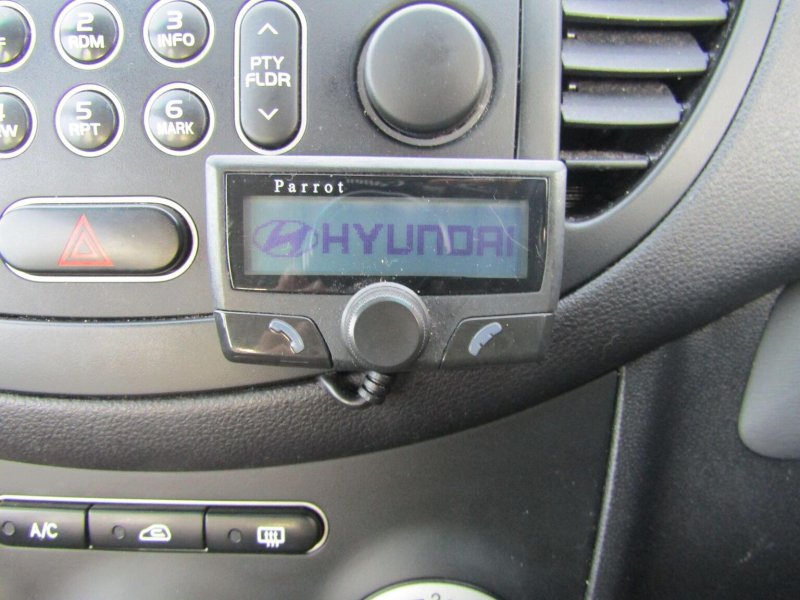 2
RDM
3
INFO
PTY
FLDR
5
RPT
6
MARK
Parrot
HYUNDAI
A/C